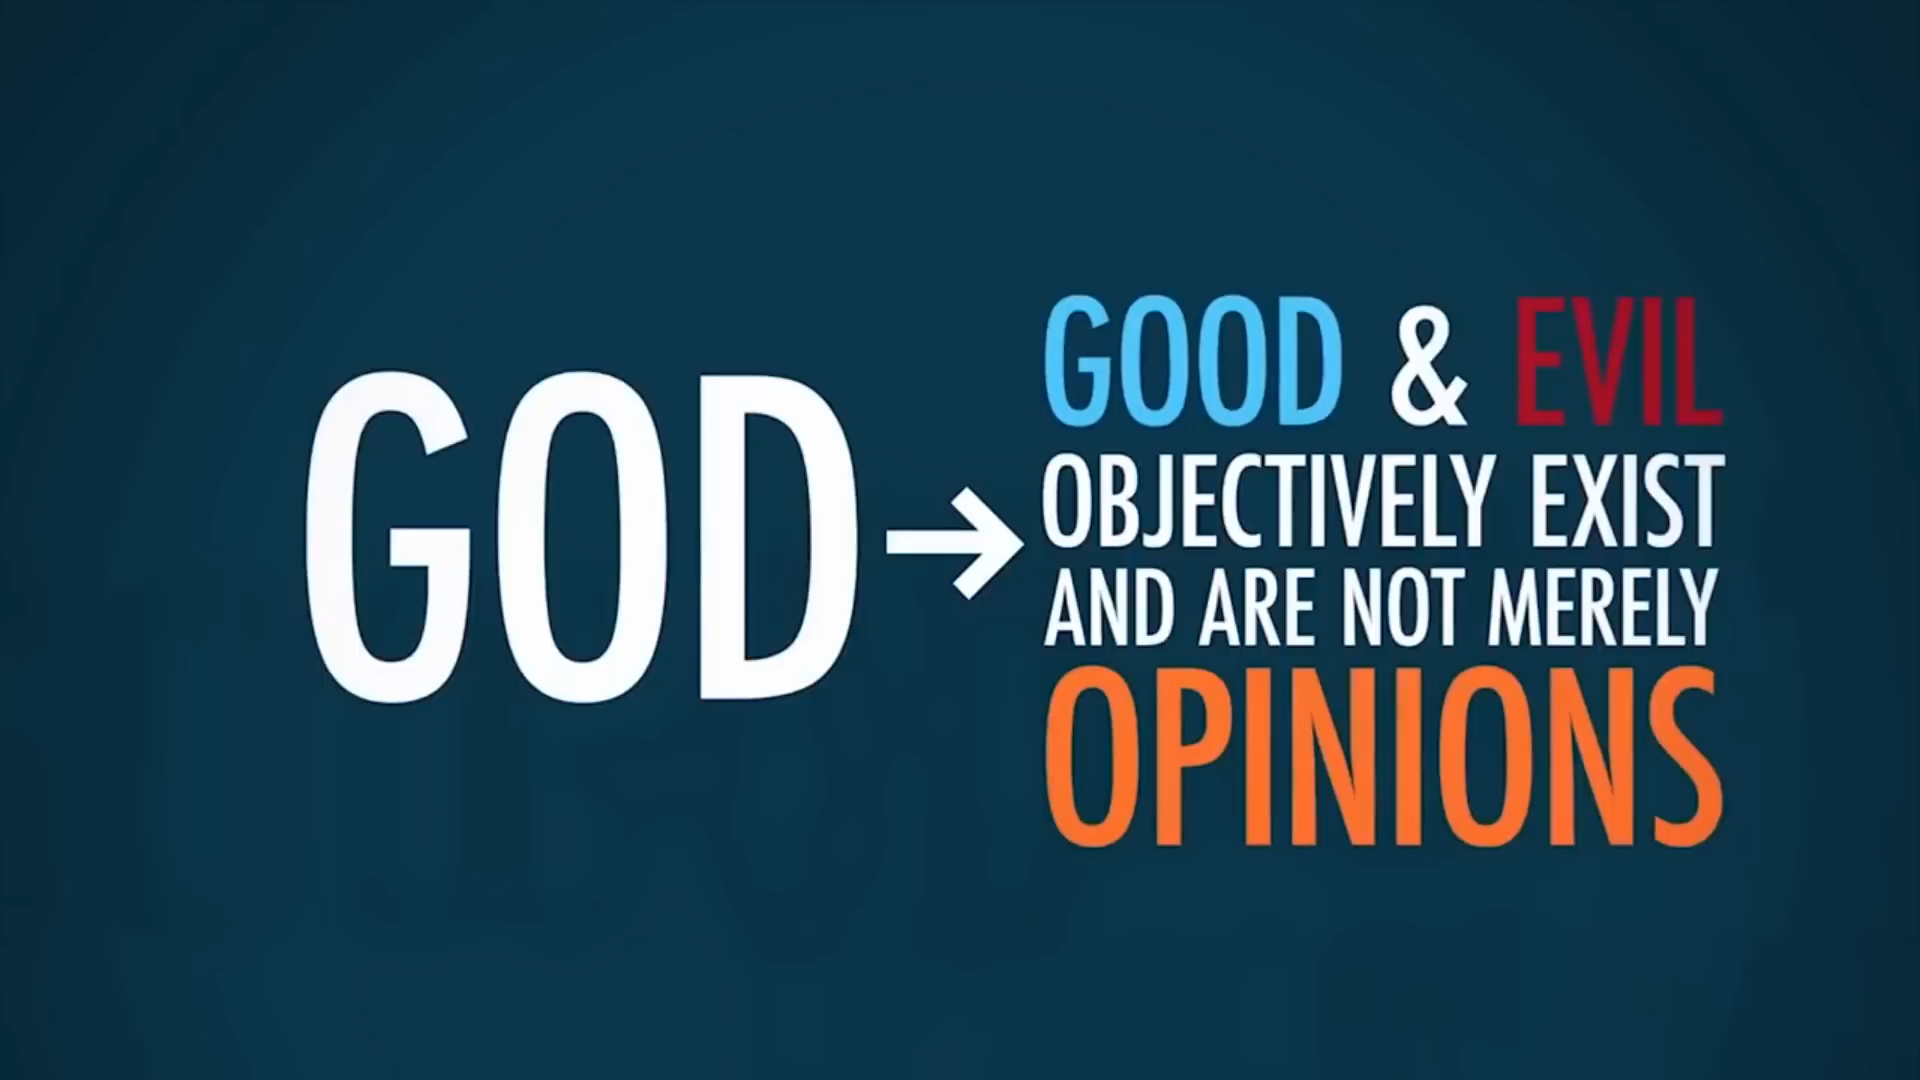 GOD →
GOOD & EVIL
OBJECTIVELY EXIST
AND ARE NOT MERELY
OPINIONS